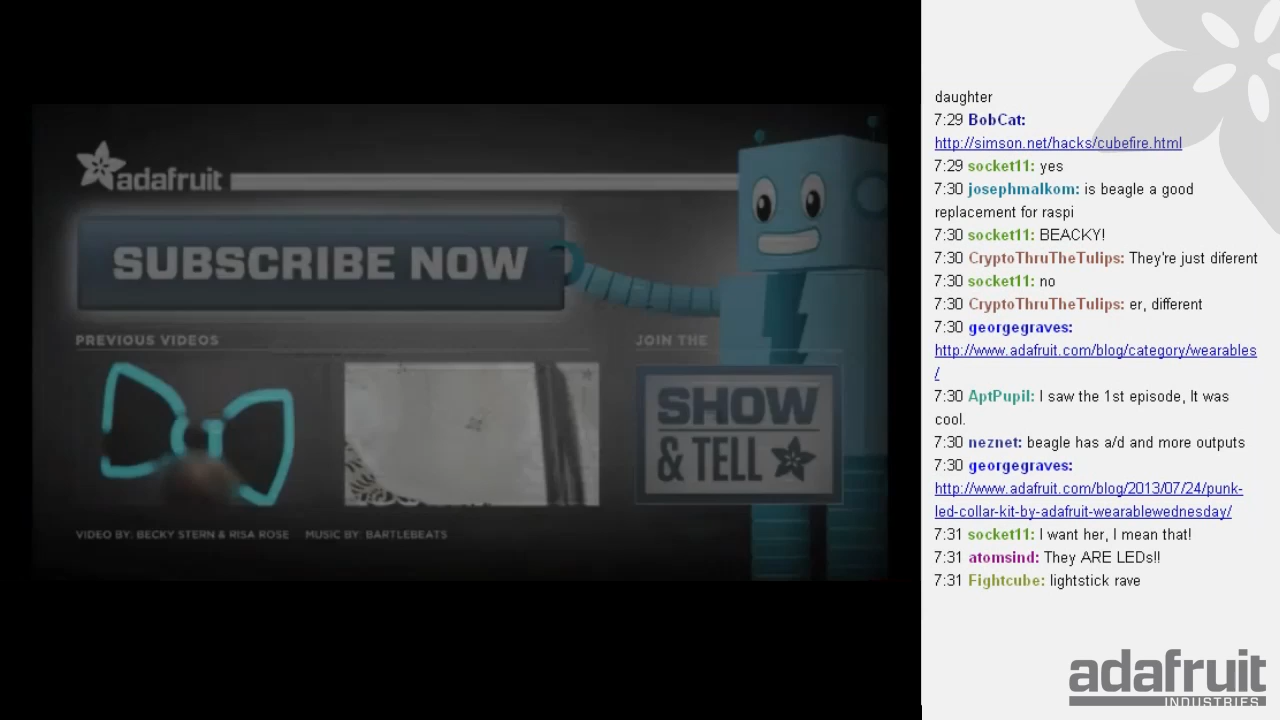 adafruit
SUBSCRIBE NOW
PREVIOUS VIDEOS
JOIN THE
SHOW
& TELL
VIDEO BY: BECKY STERN & RISA ROSE MUSIC BY: BARTLEBEATS
daughter
7:29 BobCat:
http://simson.net/hacks/cubefire.html
7:29 socket11: yes
7:30 josephmalkom: is beagle a good
replacement for raspi
7:30 socket11: BEACKY!
7:30 CryptoThruTheTulips: They're just diferent
7:30 socket11: no
7:30 CryptoThruTheTulips: er, different
7:30 georgegraves:
http://www.adafruit.com/blog/category/wearables
/
7:30 AptPupil: I saw the 1st episode, It was
cool.
7:30 neznet: beagle has a/d and more outputs
7:30 georgegraves:
http://www.adafruit.com/blog/2013/07/24/punk-
led-collar-kit-by-adafruit-wearablewednesday/
7:31 socket11: I want her, I mean that!
7:31 atomsind: They ARE LEDs!!
7:31 Fightcube: lightstick rave
adafruit
INDUSTRIES